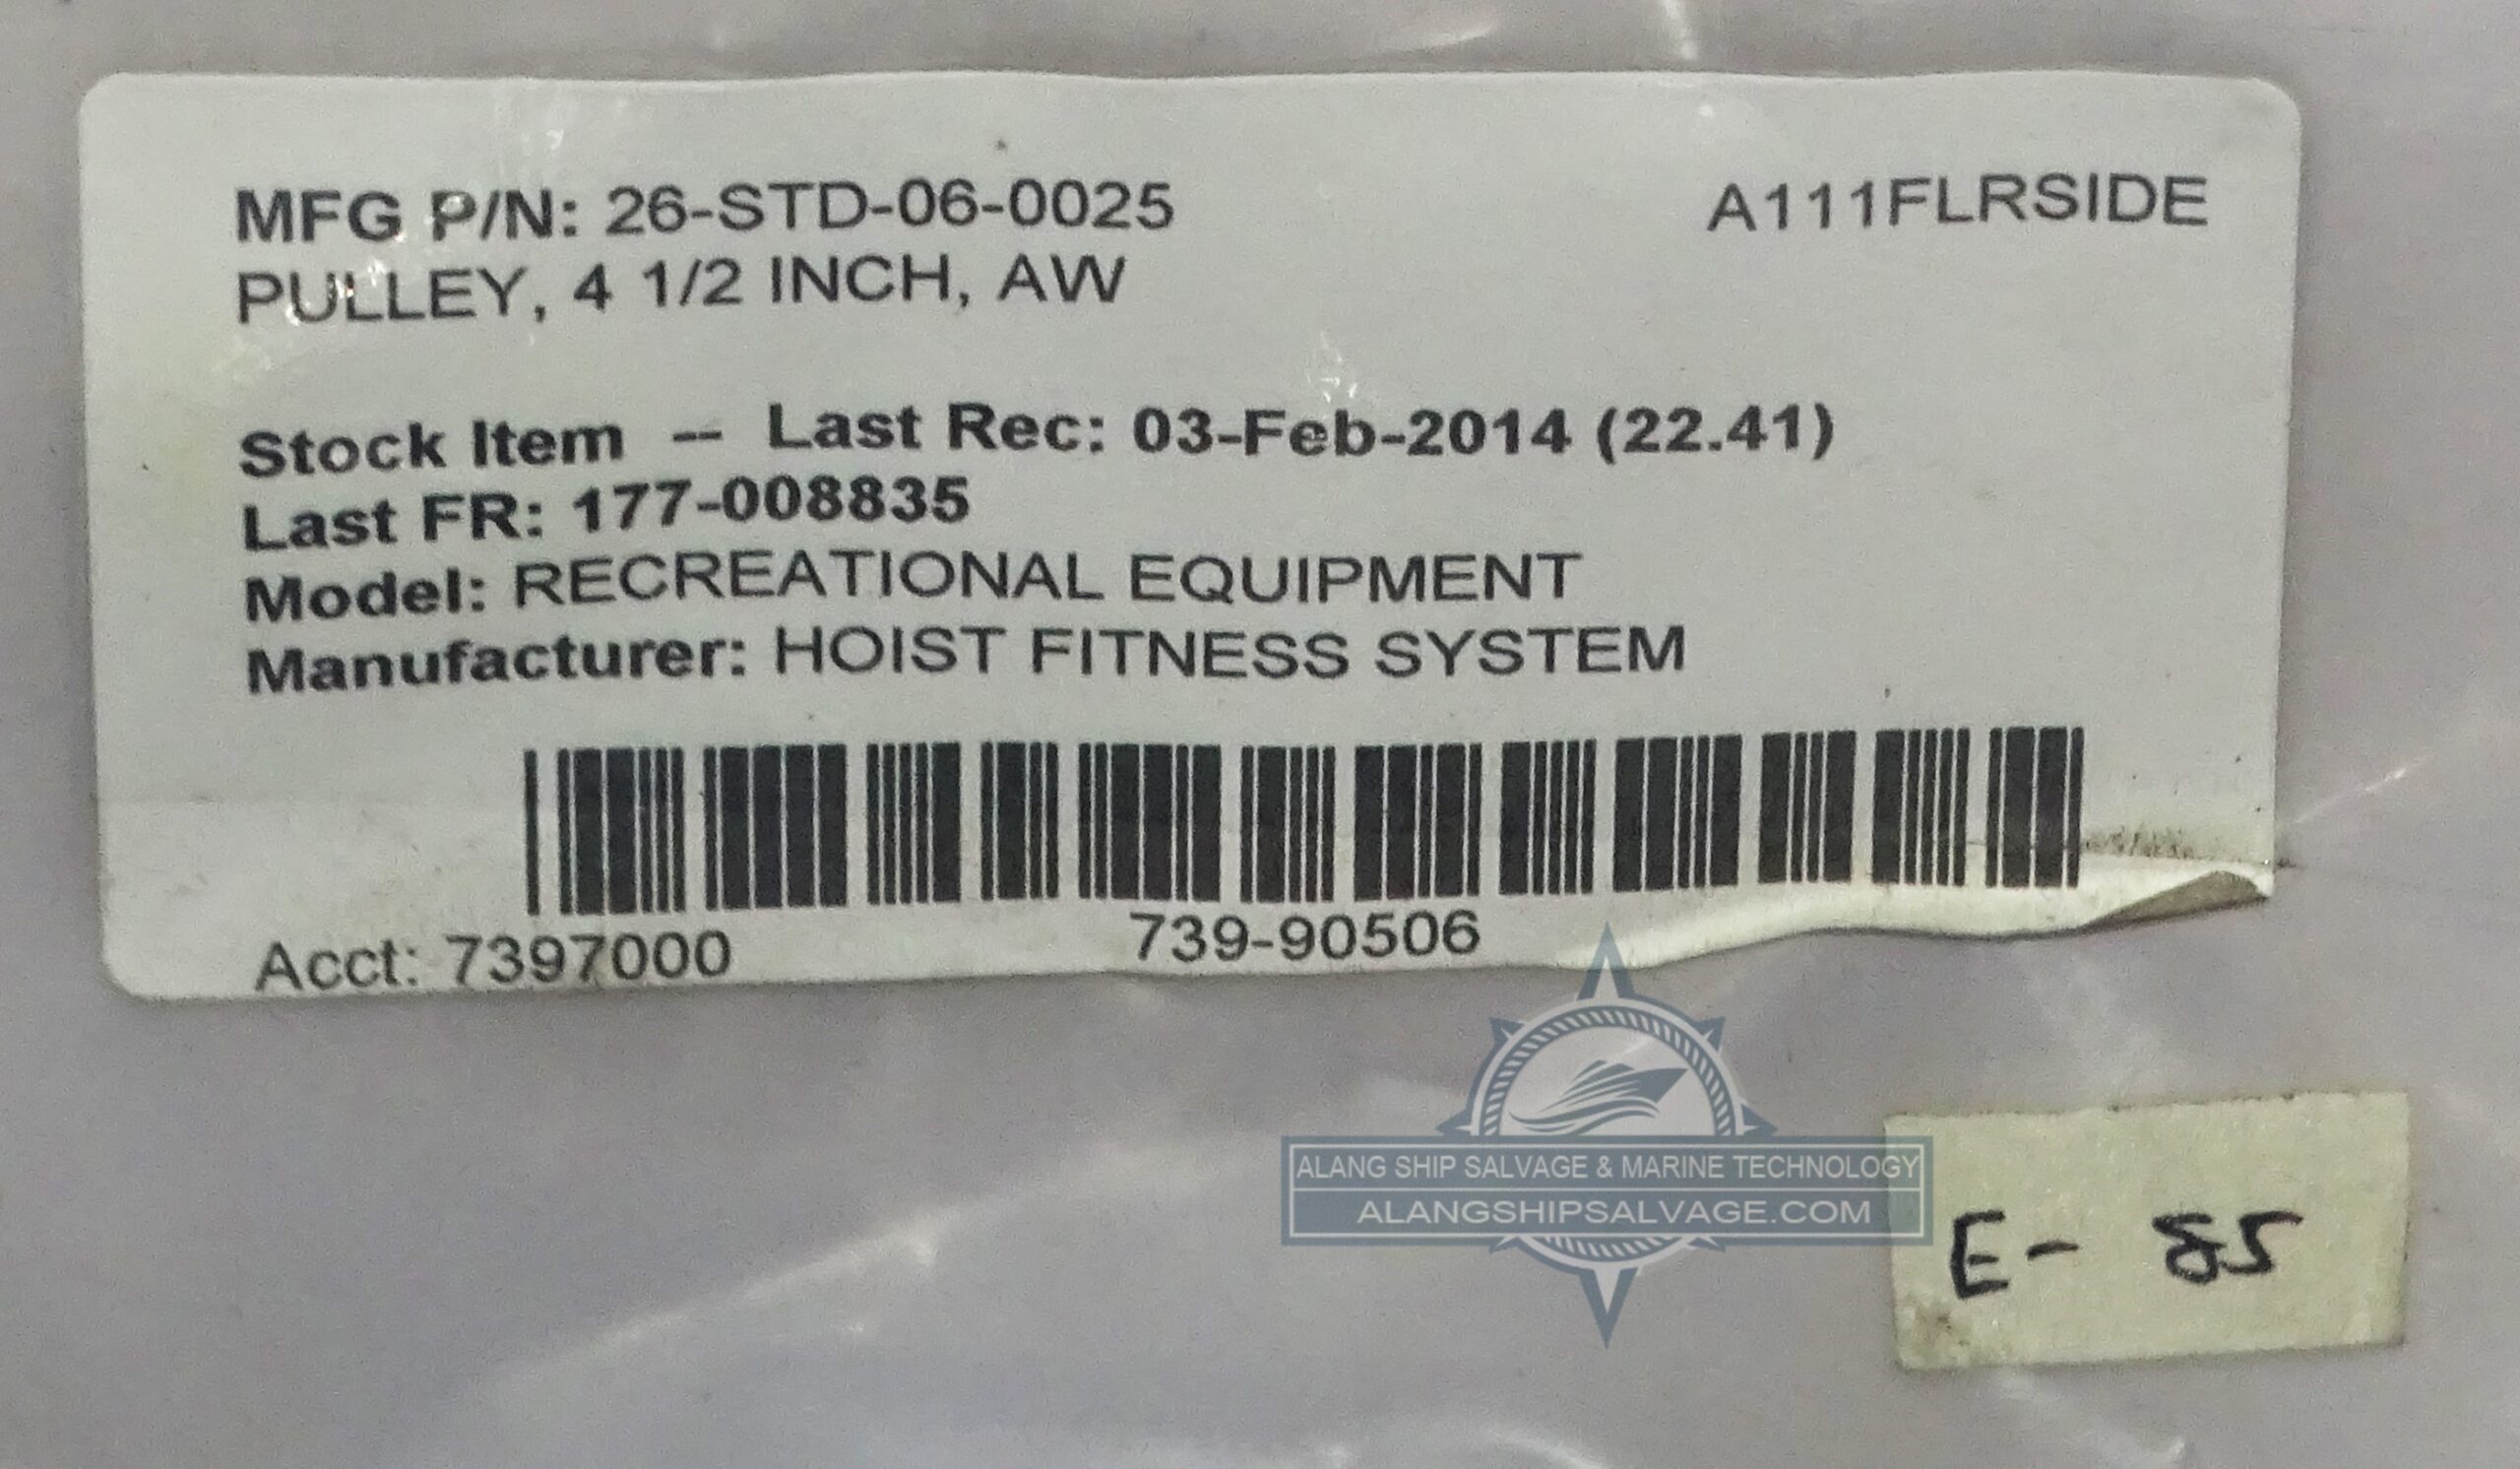 MFG P/N: 26-STD-06-0025
A111FLRSIDE
PULLEY, 4 1/2 INCH, AW
Stock Item -- Last Rec: 03-Feb-2014 (22.41)
Last FR: 177-008835
Model: RECREATIONAL EQUIPMENT
Manufacturer: HOIST FITNESS SYSTEM
Acct: 7397000
739-90506
ALANG SHIP SALVAGE & MARINE TECHNOLOGY
ALANGSHIPSALVAGE.COM
E- 85